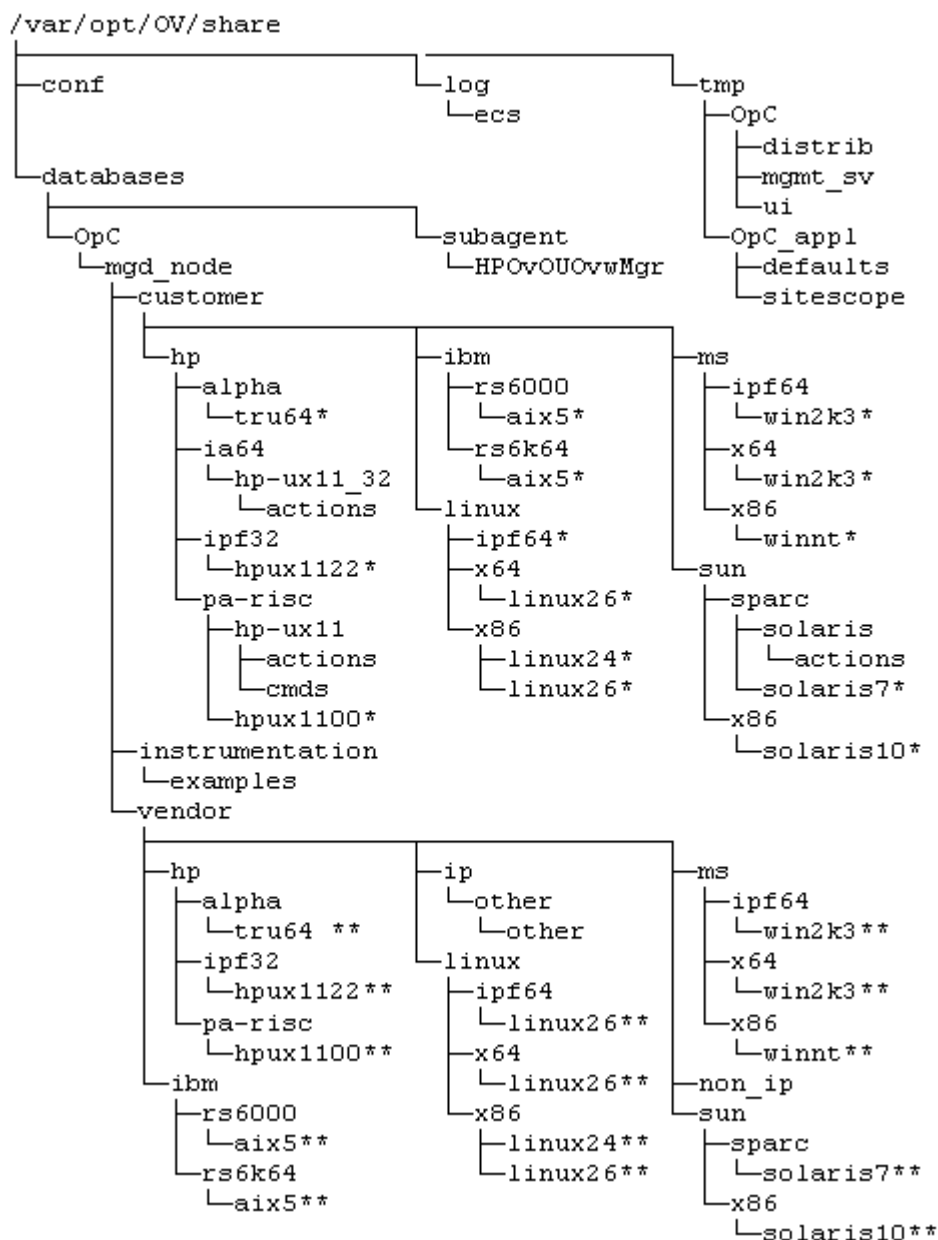 /var/opt/OV/share
conf log tmp
ecs OpC
distrib
databases mgmt_sv
ui
OpC subagent OpC_appl
mgd_node HPOvOUOvwMgr defaults
customer sitescope
hp ibm ms
alpha rs6000 ipf64
tru64* aix5* win2k3*
ia64 rs6k64 x64
hp-ux11_32 aix5* win2k3*
actions linux x86
ipf32 ipf64* winnt*
hpux1122* x64 sun
pa-risc linux26* sparc
hp-ux11 x86 solaris
actions linux24* actions
cmds linux26* solaris7*
hpux1100* x86
instrumentation solaris10*
examples
vendor
hp ip ms
alpha other ipf64
tru64 ** other win2k3**
ipf32 linux x64
hpux1122** ipf64 win2k3**
pa-risc linux26** x86
hpux1100** x64 winnt**
ibm linux26** non_ip
rs6000 x86 sun
aix5** linux24** sparc
rs6k64 linux26** solaris7**
aix5** x86
solaris10**